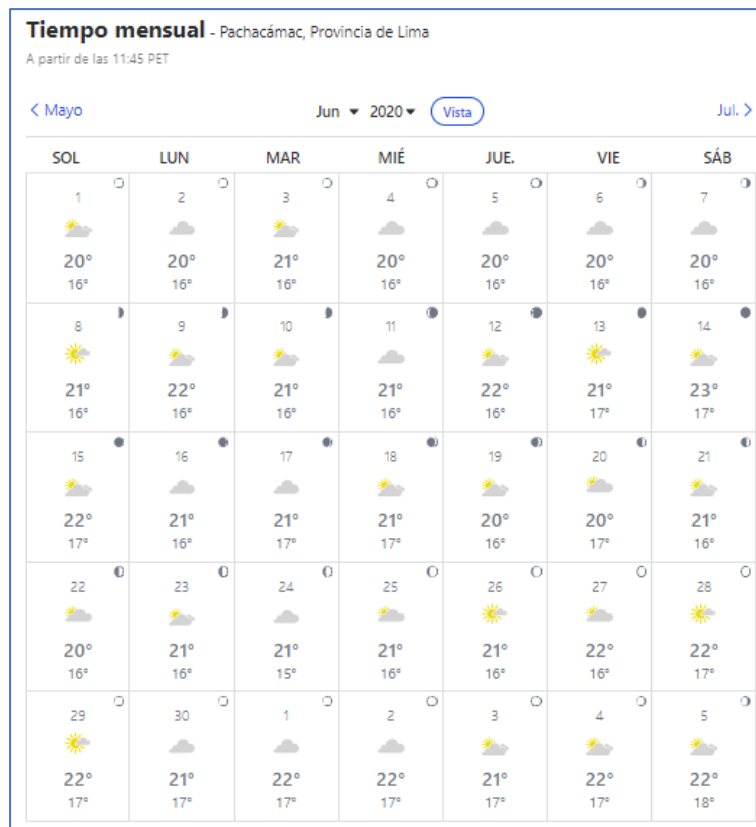 Tiempo mensual - Pachacámac, Provincia de Lima
A partir de las 11:45 PET
< Mayo Jun 2020 Vista Jul. >
SOL LUN MAR MIÉ JUE. VIE SÁB
1 2 3 4 5 6 7
20° 20° 21° 20° 20° 20° 20°
16° 16° 16° 16° 16° 16° 16°
8 9 10 11 12 13 14
21° 22° 21° 21° 22° 21° 23°
16° 16° 16° 16° 16° 17° 17°
15 16 17 18 19 20 21
22° 21° 21° 21° 20° 20° 21°
17° 16° 17° 17° 16° 17° 16°
22 23 24 25 26 27 28
20° 21° 21° 21° 21° 22° 22°
16° 16° 15° 16° 16° 16° 17°
29 30 1 2 3 4 5
22° 21° 22° 22° 21° 22° 22°
17° 17° 17° 17° 17° 17° 18°